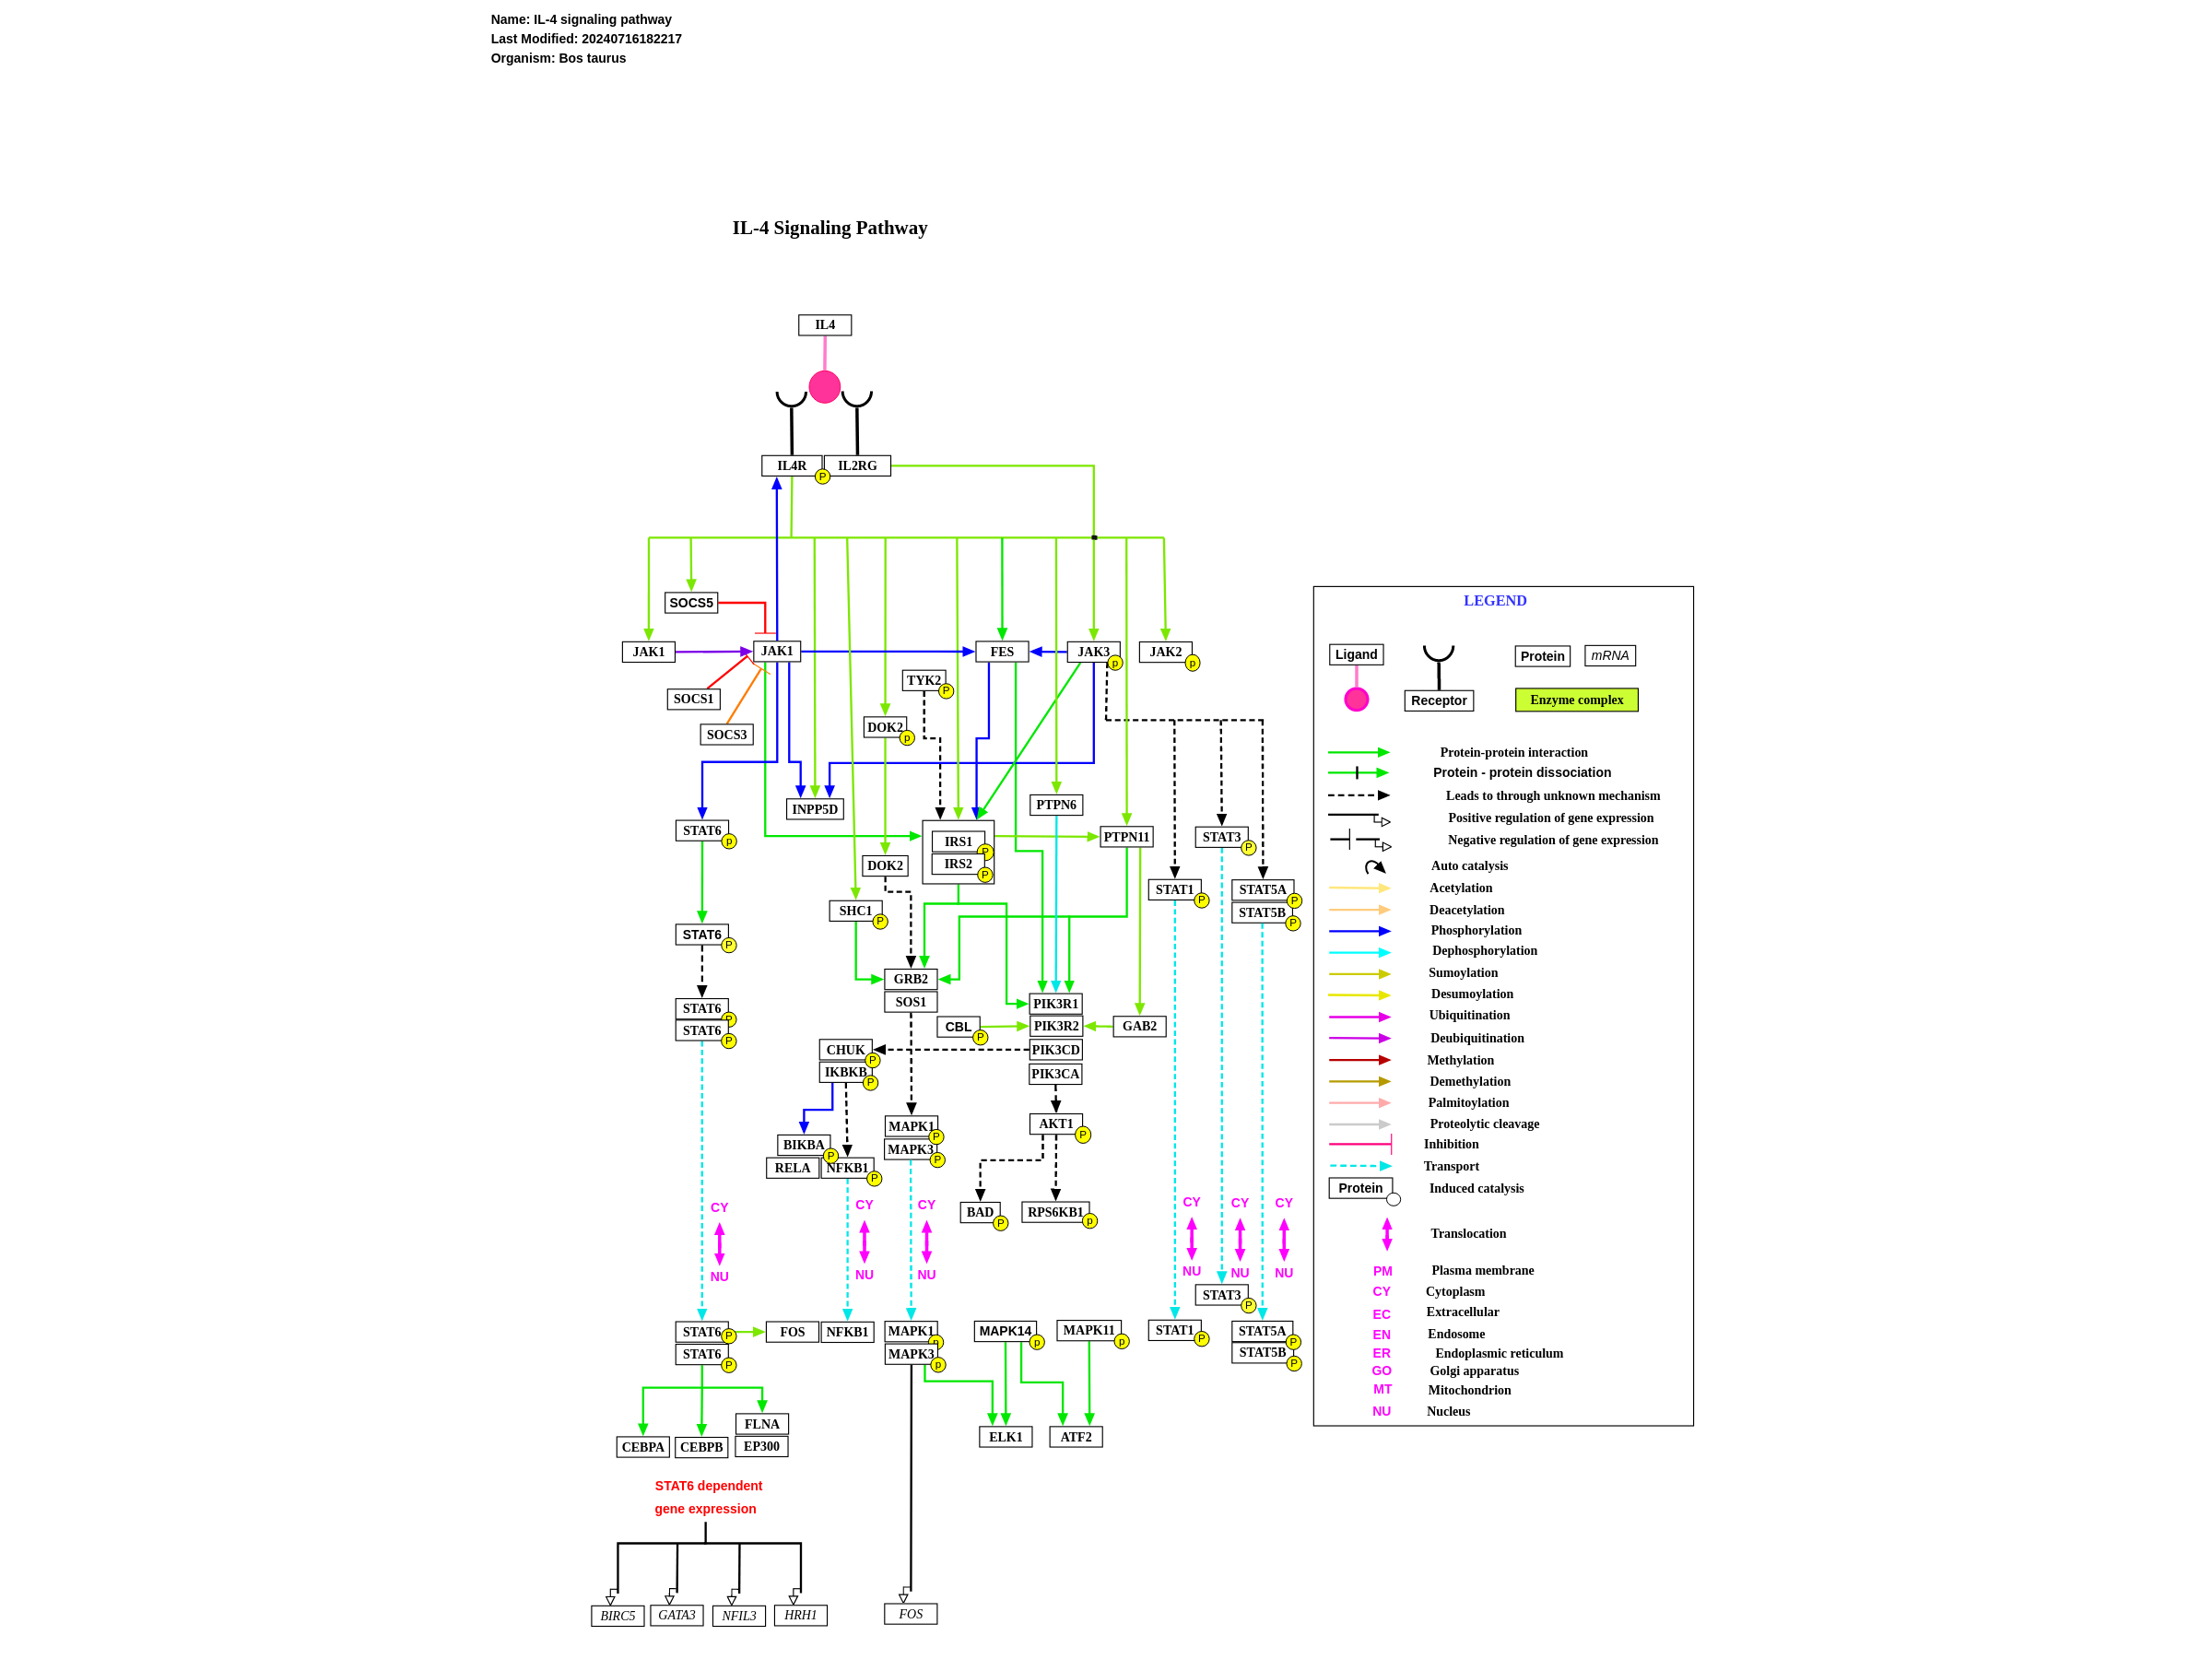 Name: IL-4 signaling pathway
Last Modified: 20240716182217
Organism: Bos taurus
IL-4 Signaling Pathway
IL4
IL4R
P
IL2RG
SOCS5
JAK1
JAK1
FES
JAK3
p
JAK2
p
TYK2
P
SOCS1
SOCS3
DOK2
p
INPP5D
PTPN6
STAT6
p
IRS1
P
IRS2
P
PTPN11
STAT3
P
DOK2
STAT1
P
STAT5A
P
STAT5B
P
SHC1
P
STAT6
P
GRB2
SOS1
PIK3R1
PIK3R2
PIK3CD
PIK3CA
CBL
P
GAB2
STAT6
P
STAT6
P
CHUK
P
IKBKB
P
MAPK1
P
MAPK3
P
AKT1
P
BIKBA
P
RELA
NFKB1
P
BAD
P
RPS6KB1
p
CY
NU
CY
NU
CY
NU
CY
NU
CY
NU
CY
NU
STAT3
P
STAT6
P
STAT6
P
FOS
NFKB1
MAPK1
p
MAPK3
p
MAPK14
p
MAPK11
p
STAT1
P
STAT5A
P
STAT5B
P
FLNA
EP300
CEBPA
CEBPB
ELK1
ATF2
STAT6 dependent
gene expression
BIRC5
GATA3
NFIL3
HRH1
FOS
LEGEND
Ligand
Receptor
Protein
mRNA
Enzyme complex
Protein-protein interaction
Protein - protein dissociation
Leads to through unknown mechanism
Positive regulation of gene expression
Negative regulation of gene expression
Auto catalysis
Acetylation
Deacetylation
Phosphorylation
Dephosphorylation
Sumoylation
Desumoylation
Ubiquitination
Deubiquitination
Methylation
Demethylation
Palmitoylation
Proteolytic cleavage
Inhibition
Transport
Protein
Induced catalysis
Translocation
PM Plasma membrane
CY Cytoplasm
EC Extracellular
EN Endosome
ER Endoplasmic reticulum
GO Golgi apparatus
MT Mitochondrion
NU Nucleus